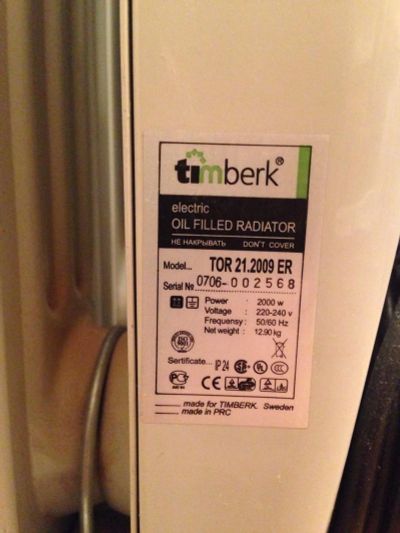 timberk®
electric
OIL FILLED RADIATOR
НЕ НАКРЫВАТЬ DON'T COVER
Model... TOR 21.2009 ER
Serial № 0706-002568
Power : 2000 w
Voltage : 220-240 v
Frequency: 50/60 Hz
Net weight : 12.90 kg
Sertificate... IP 24
made for TIMBERK. Sweden
made in PRC